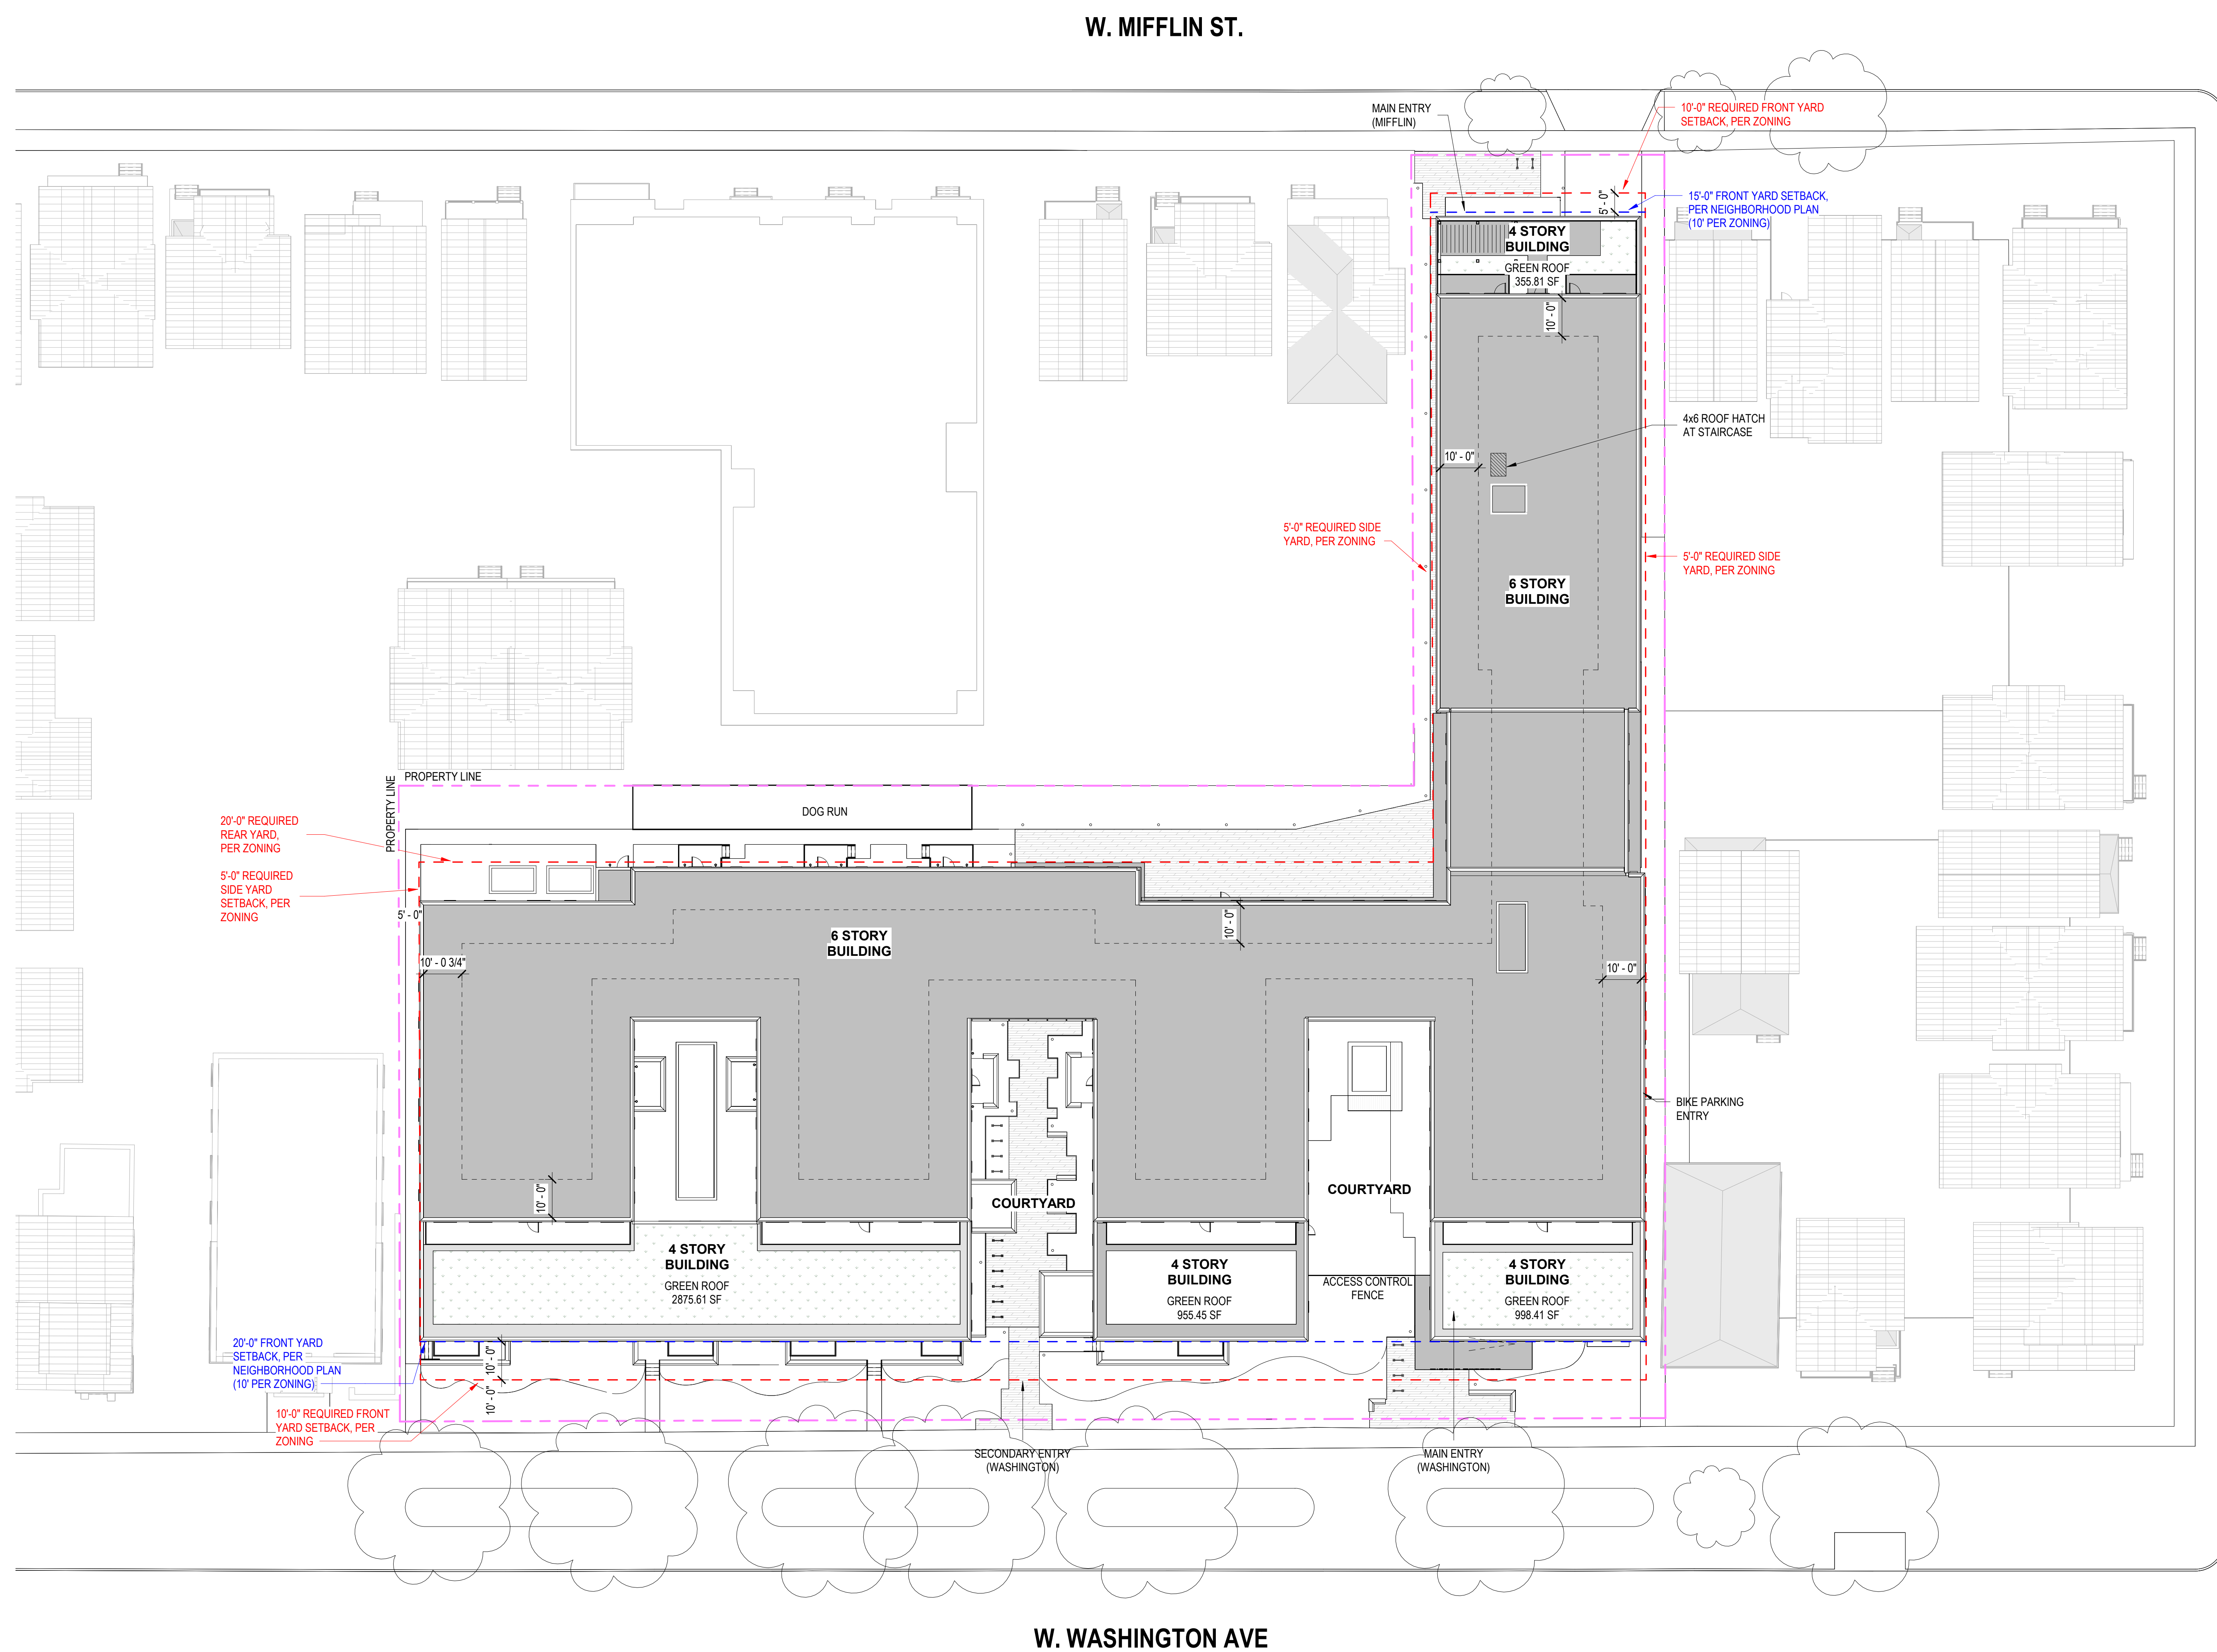 W. MIFFLIN ST.
MAIN ENTRY
(MIFFLIN)
10'-0" REQUIRED FRONT YARD
SETBACK, PER ZONING
5' - 0"
15'-0" FRONT YARD SETBACK,
PER NEIGHBORHOOD PLAN
(10' PER ZONING)
4 STORY
BUILDING
GREEN ROOF
355.81 SF
10' - 0"
4x6 ROOF HATCH
AT STAIRCASE
10' - 0"
5'-0" REQUIRED SIDE
YARD, PER ZONING
5'-0" REQUIRED SIDE
YARD, PER ZONING
6 STORY
BUILDING
PROPERTY LINE
PROPERTY LINE
DOG RUN
20'-0" REQUIRED
REAR YARD,
PER ZONING
5'-0" REQUIRED
SIDE YARD
SETBACK, PER
ZONING
5' - 0"
10' - 0"
6 STORY
BUILDING
10' - 0 3/4"
10' - 0"
BIKE PARKING
ENTRY
10' - 0"
COURTYARD
COURTYARD
4 STORY
BUILDING
GREEN ROOF
2875.61 SF
4 STORY
BUILDING
GREEN ROOF
955.45 SF
ACCESS CONTROL
FENCE
4 STORY
BUILDING
GREEN ROOF
998.41 SF
20'-0" FRONT YARD
SETBACK, PER
NEIGHBORHOOD PLAN
(10' PER ZONING)
10' - 0"
10' - 0"
10'-0" REQUIRED FRONT
YARD SETBACK, PER
ZONING
SECONDARY ENTRY
(WASHINGTON)
MAIN ENTRY
(WASHINGTON)
W. WASHINGTON AVE